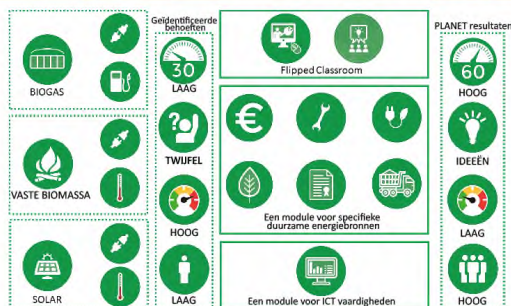 BIOGAS
VASTE BIOMASSA
SOLAR
Geïdentificeerde
behoeften
30
LAAG
?
TWIJFEL
HOOG
LAAG
Flipped Classroom
€
Een module voor specifieke
duurzame energiebronnen
Een module voor ICT vaardigheden
PLANET resultaten
60
HOOG
IDEEËN
LAAG
HOOG